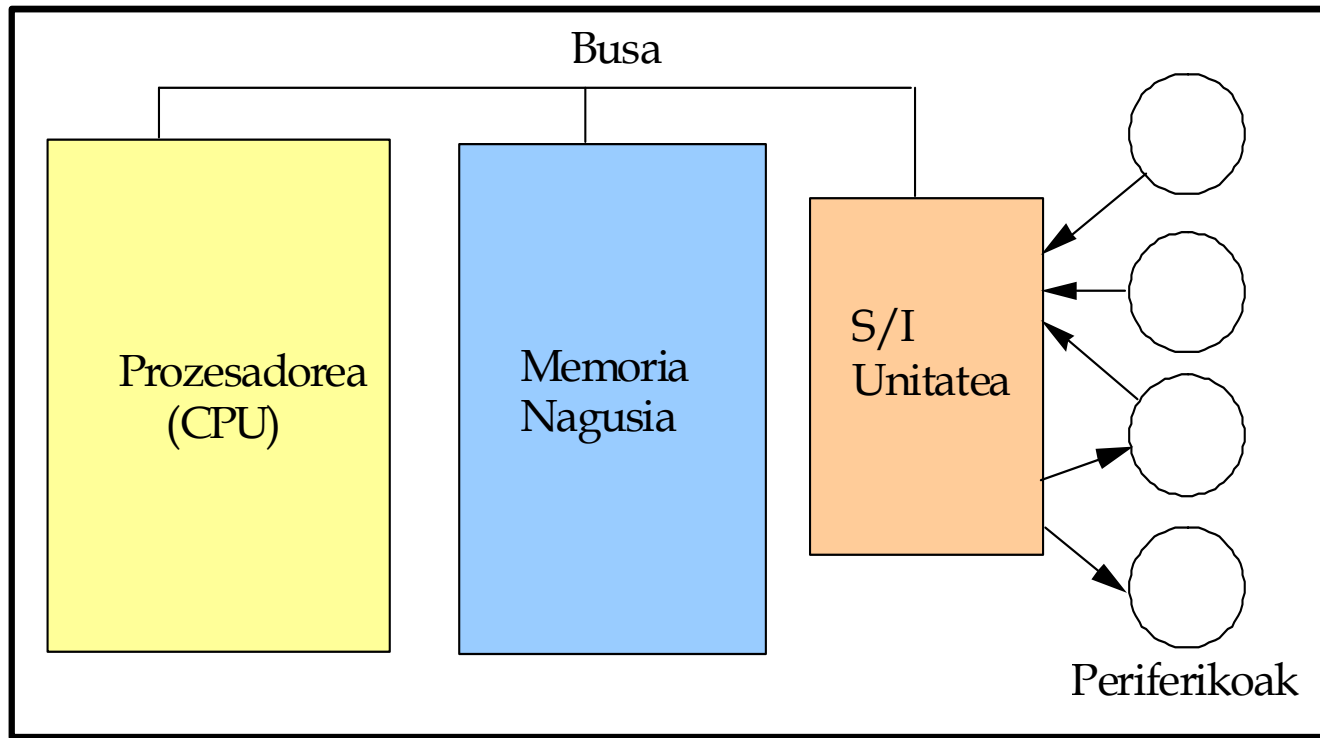 Busa
Prozesadorea
(CPU)
Memoria
Nagusia
S/I
Unitatea
Periferikoak